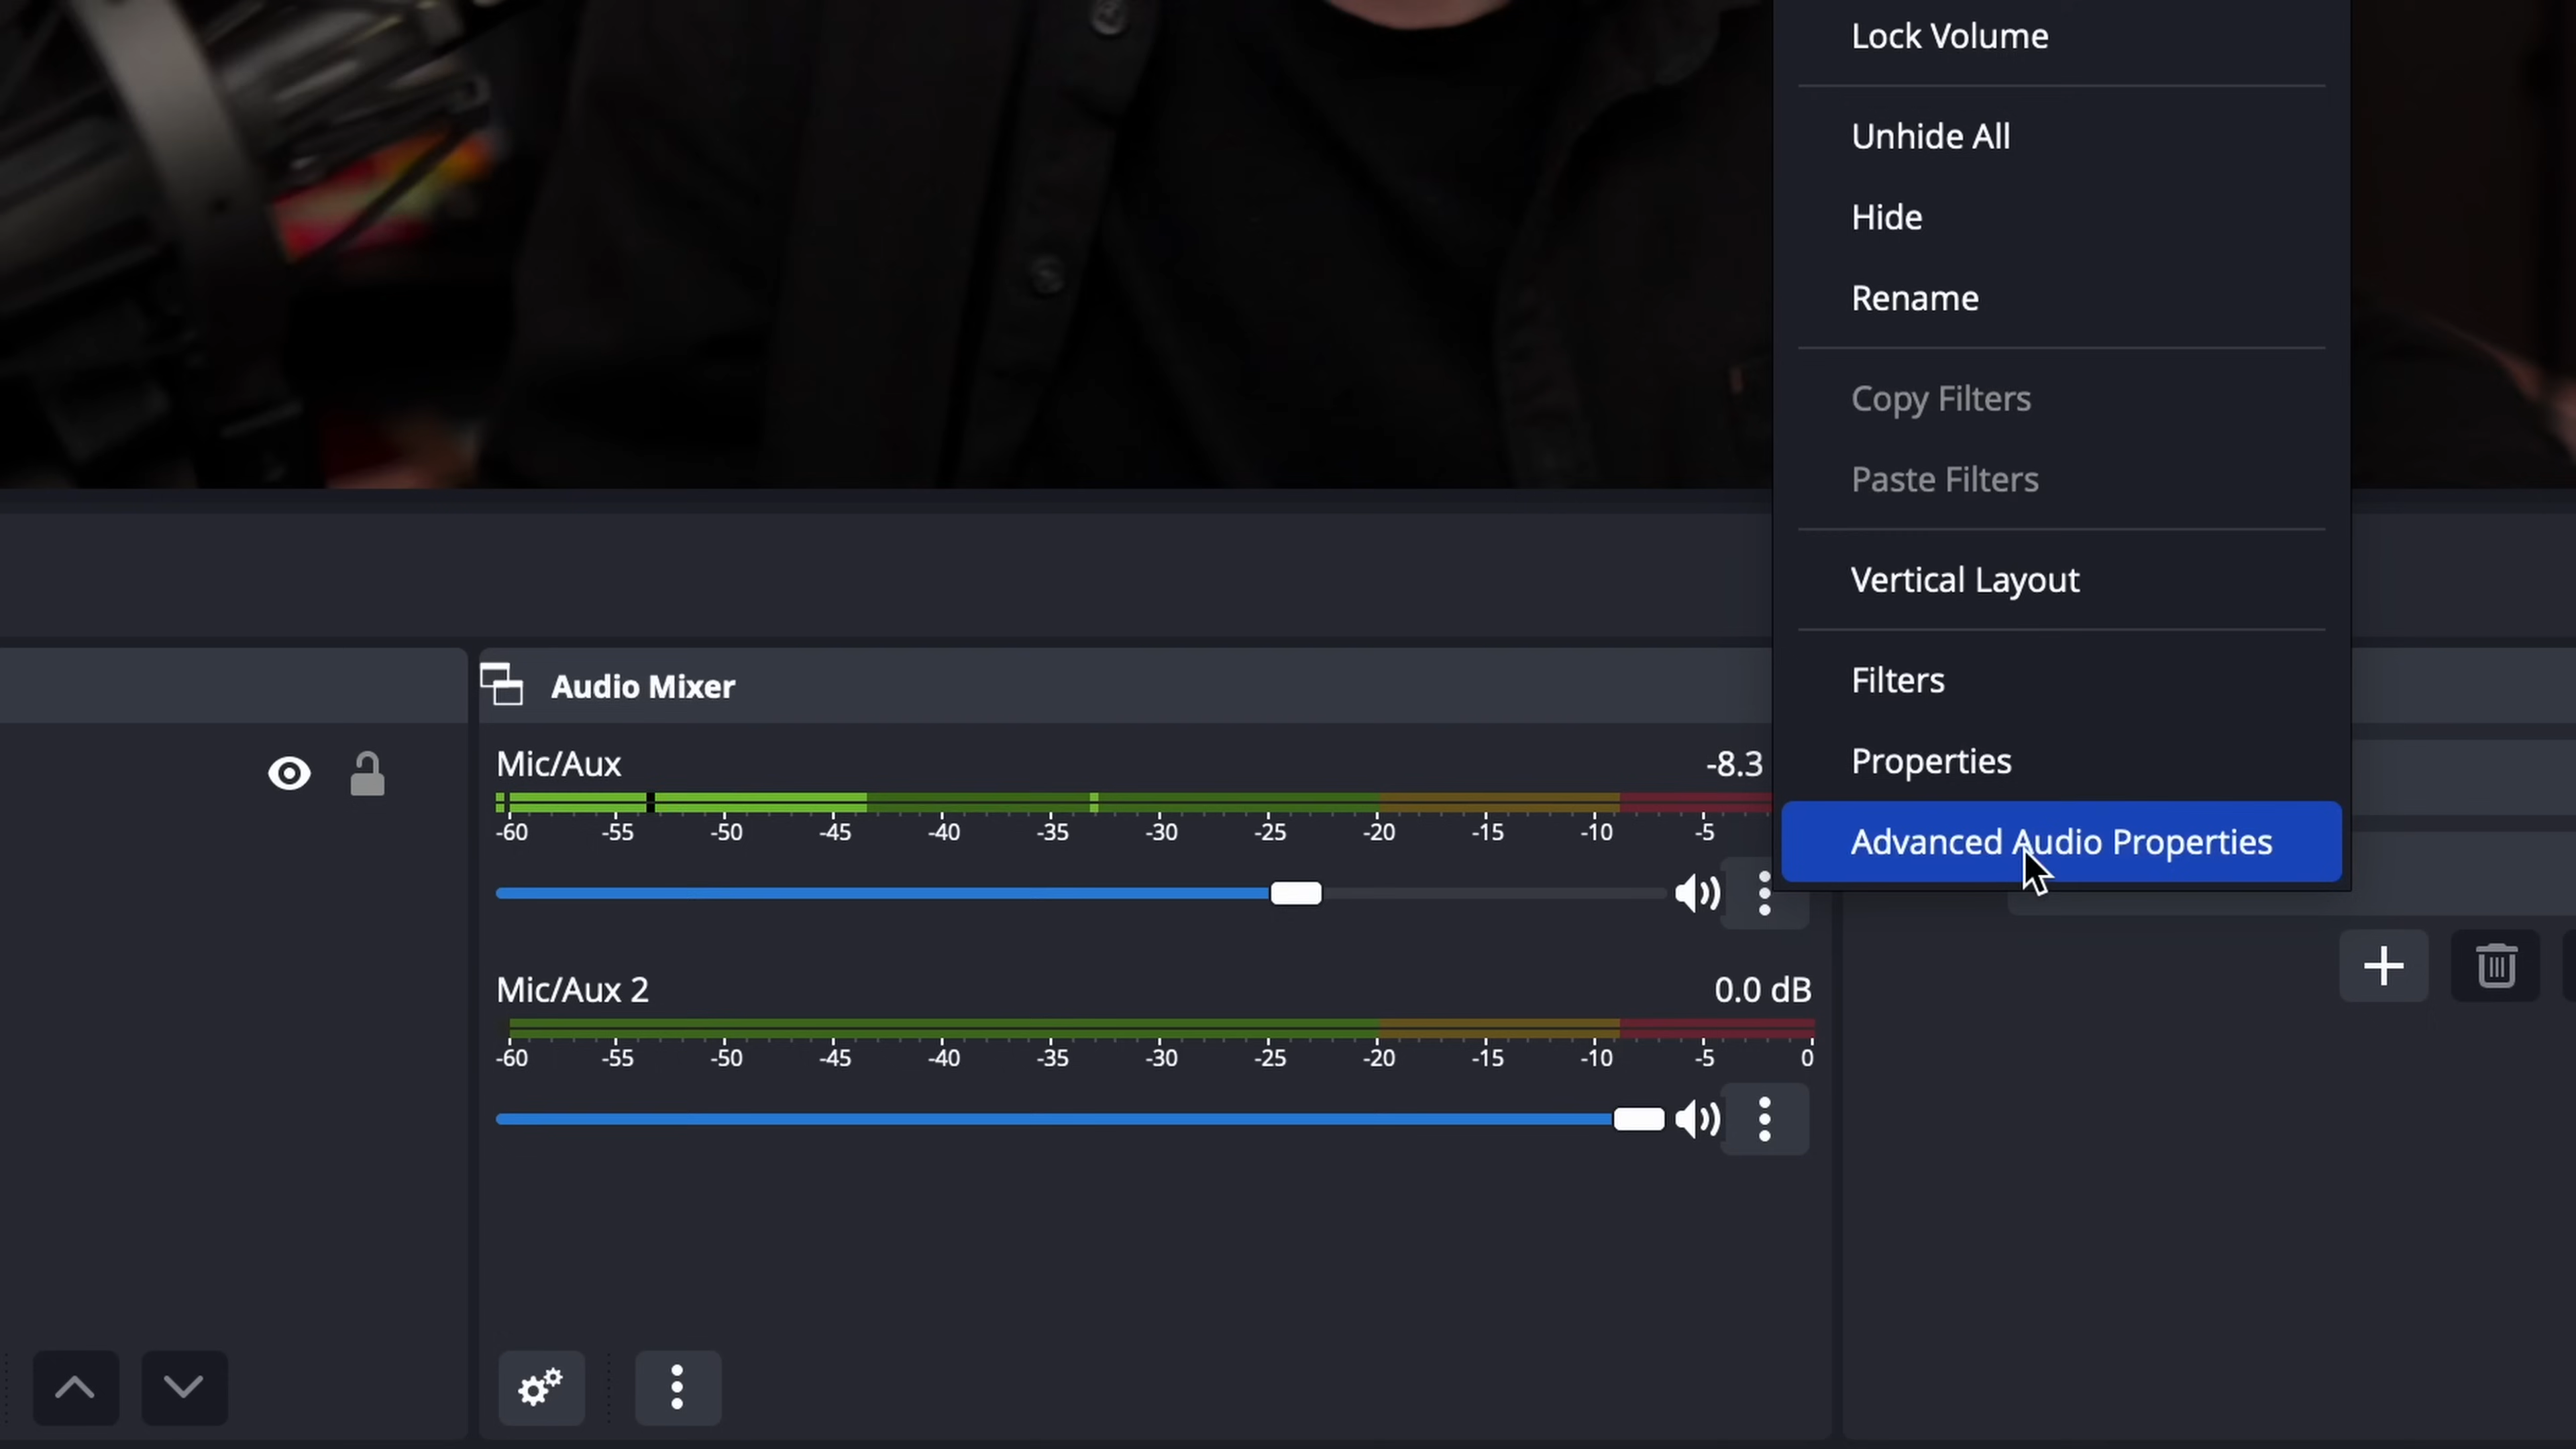 Lock Volume
Unhide All
Hide
Rename
Copy Filters
Paste Filters
Vertical Layout
Filters
Properties
Advanced Audio Properties
Audio Mixer
Mic/Aux -8.3
-60 -55 -50 -45 -40 -35 -30 -25 -20 -15 -10 -5
Mic/Aux 2 0.0 dB
-60 -55 -50 -45 -40 -35 -30 -25 -20 -15 -10 -5 0